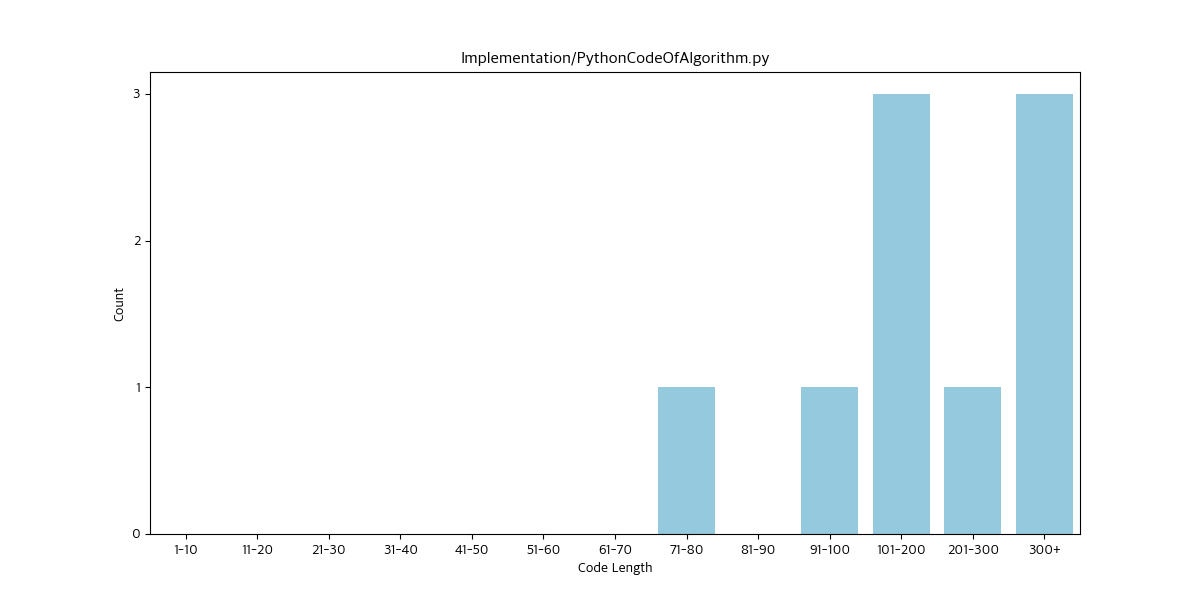 Implementation/PythonCodeOfAlgorithm.py
3
2
1
0
Count
1-10 11-20 21-30 31-40 41-50 51-60 61-70 71-80 81-90 91-100 101-200 201-300 300+
Code Length